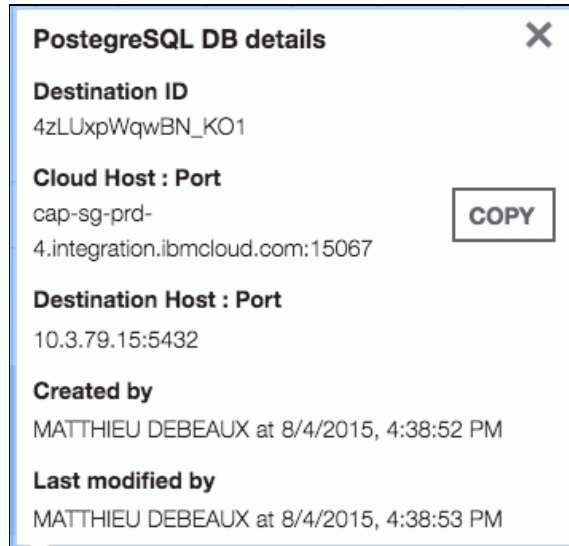 PostegreSQL DB details
Destination ID
4zLUxpWqwBN_KO1
Cloud Host : Port
cap-sg-prd-
4.integration.ibmcloud.com:15067
COPY
Destination Host : Port
10.3.79.15:5432
Created by
MATTHIEU DEBEAUX at 8/4/2015, 4:38:52 PM
Last modified by
MATTHIEU DEBEAUX at 8/4/2015, 4:38:53 PM